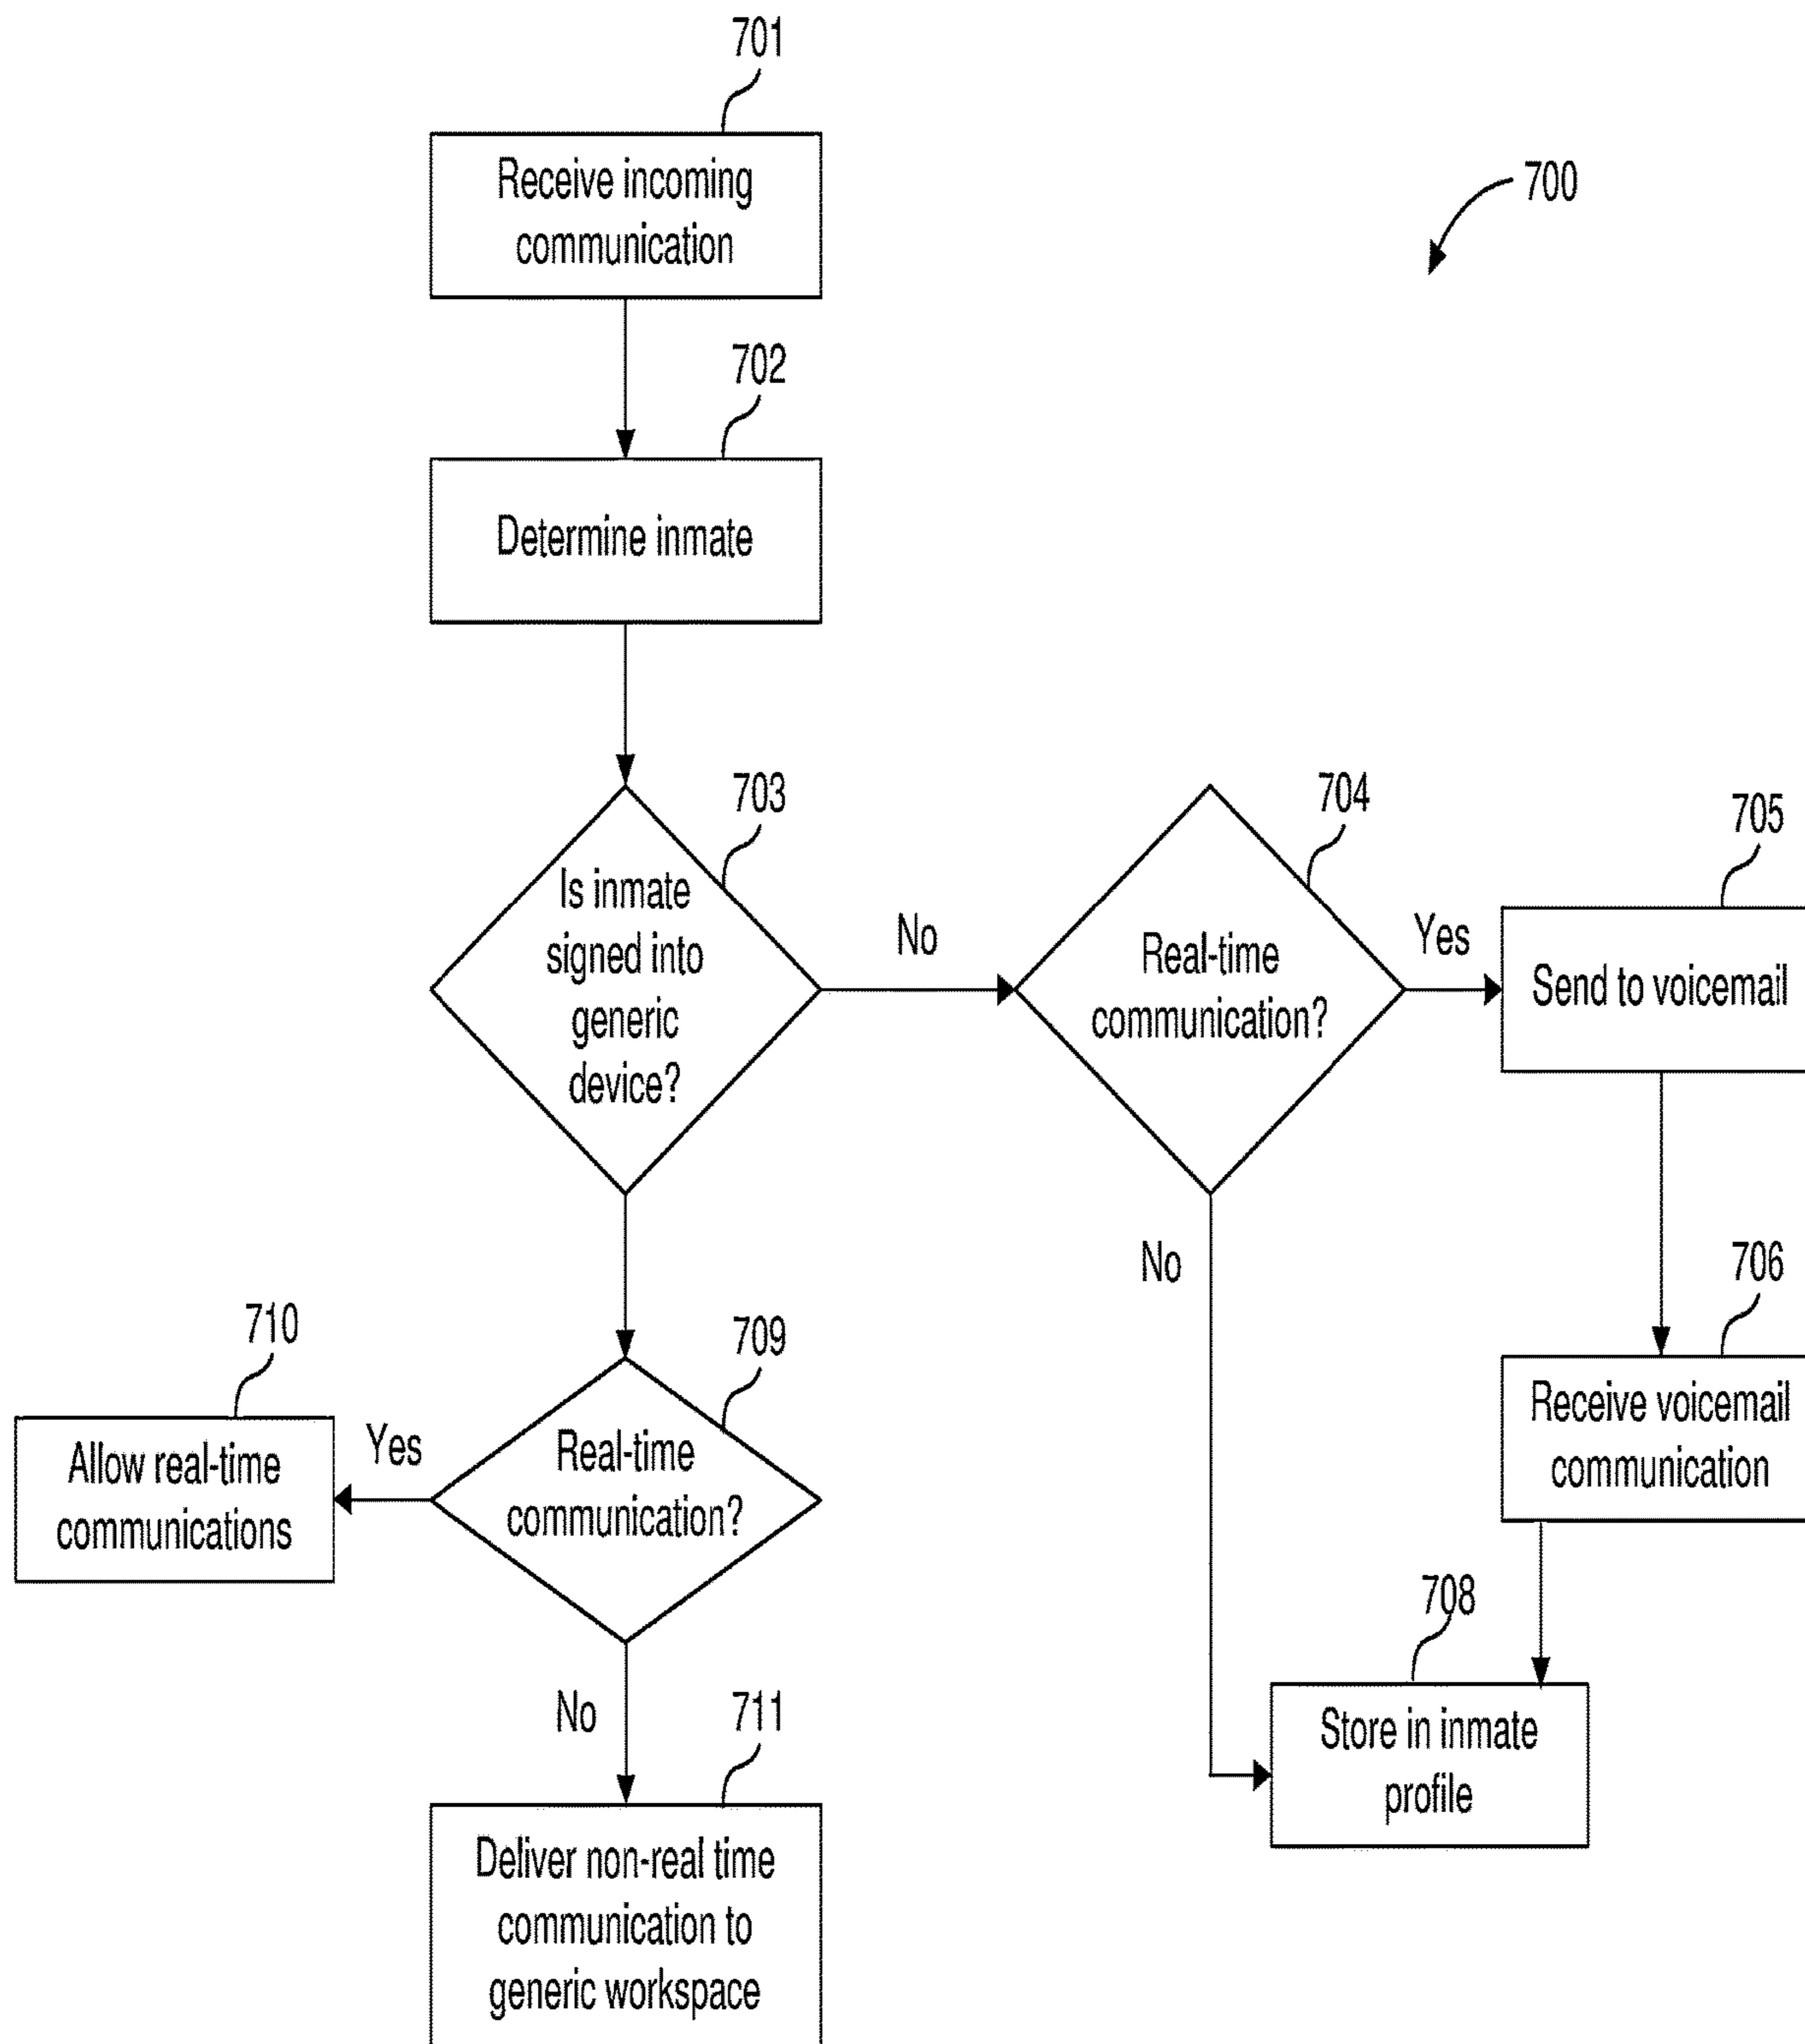 701
Receive incoming
communication
700
702
Determine inmate
703
Is inmate
signed into
generic
device?
No
704
Real-time
communication?
Yes
705
Send to voicemail
No
706
Receive voicemail
communication
710
Allow real-time
communications
Yes
709
Real-time
communication?
708
Store in inmate
profile
No
711
Deliver non-real time
communication to
generic workspace